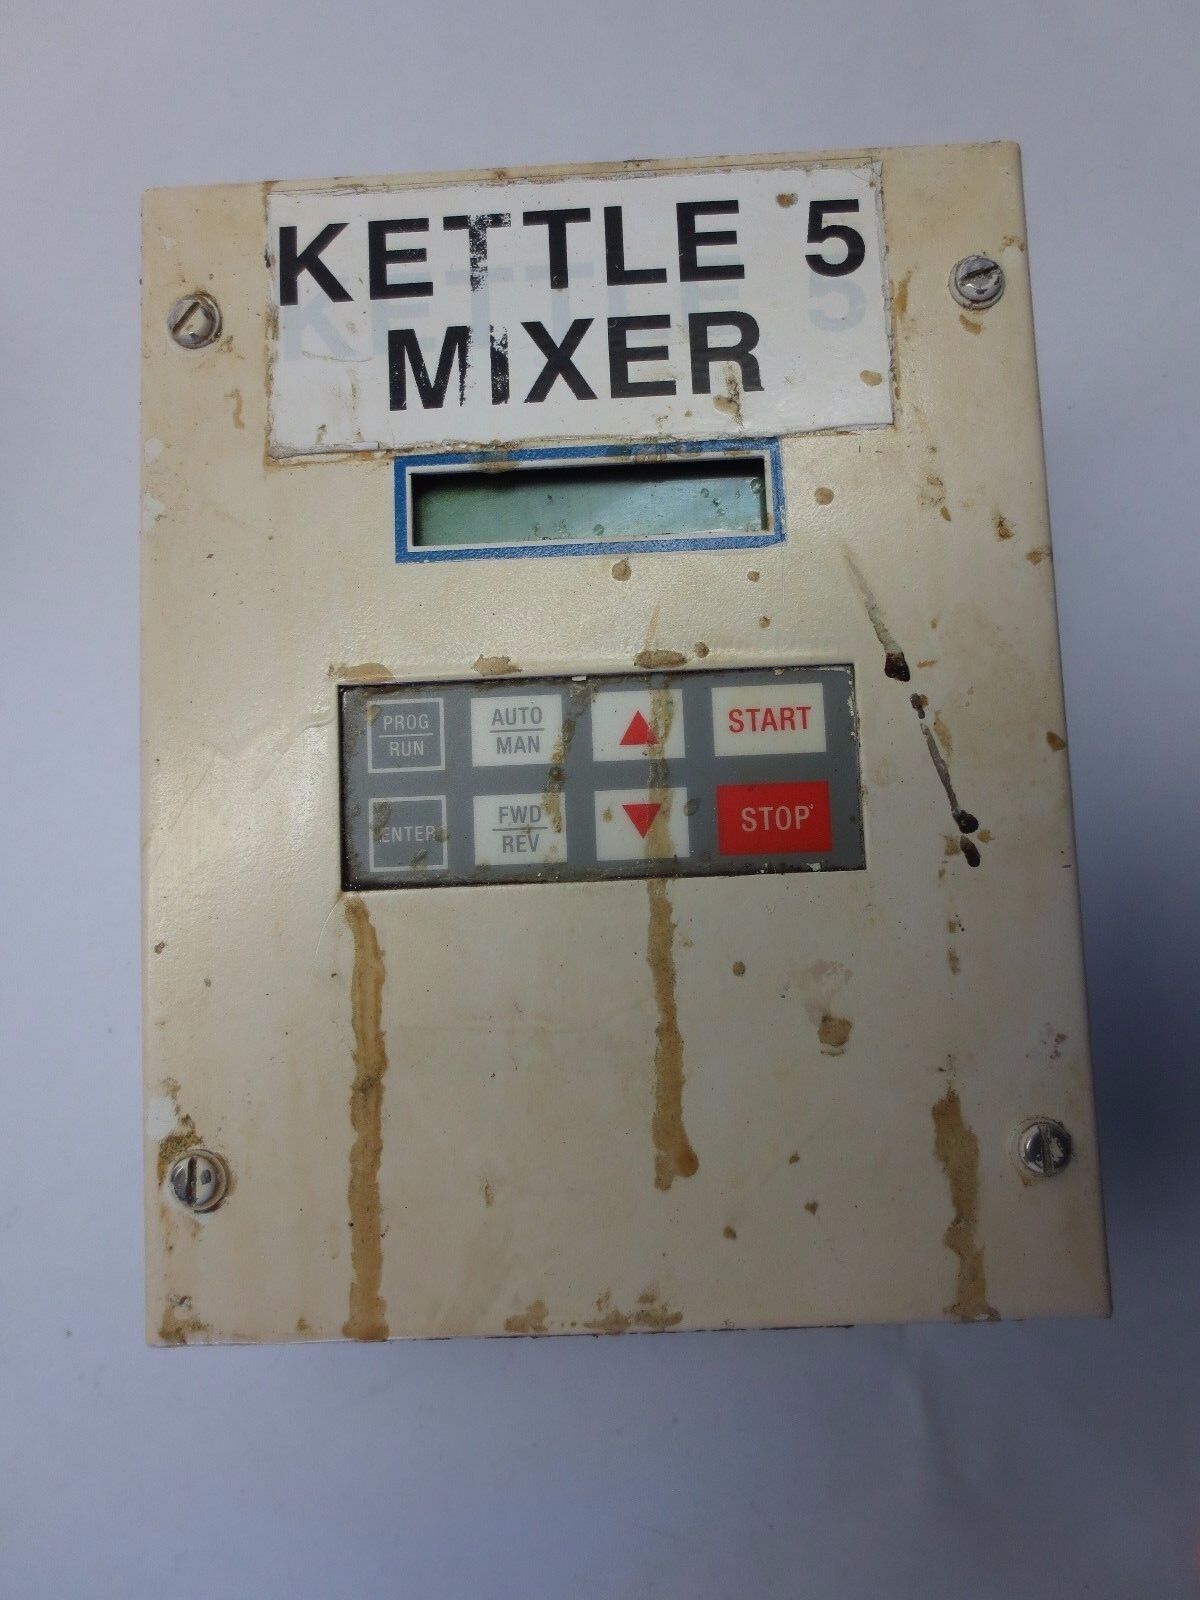 KETTLE 5
MIXER
PROG
RUN
AUTO
MAN
START
ENTER
FWD
REV
STOP